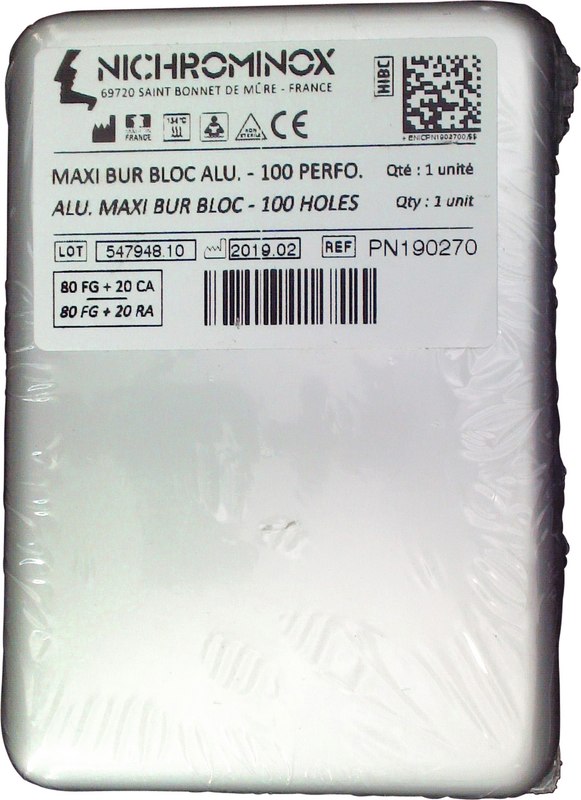 NICHROMINOX
69720 SAINT BONNET DE MÛRE - FRANCE
HIBC
MADE IN FRANCE
134°C
NON STERILE
CE
MAXI BUR BLOC ALU. - 100 PERFO. Qté : 1 unité
ALU. MAXI BUR BLOC - 100 HOLES Qty : 1 unit
LOT 547948.10 2019.02 REF PN190270
80 FG + 20 CA
80 FG + 20 RA